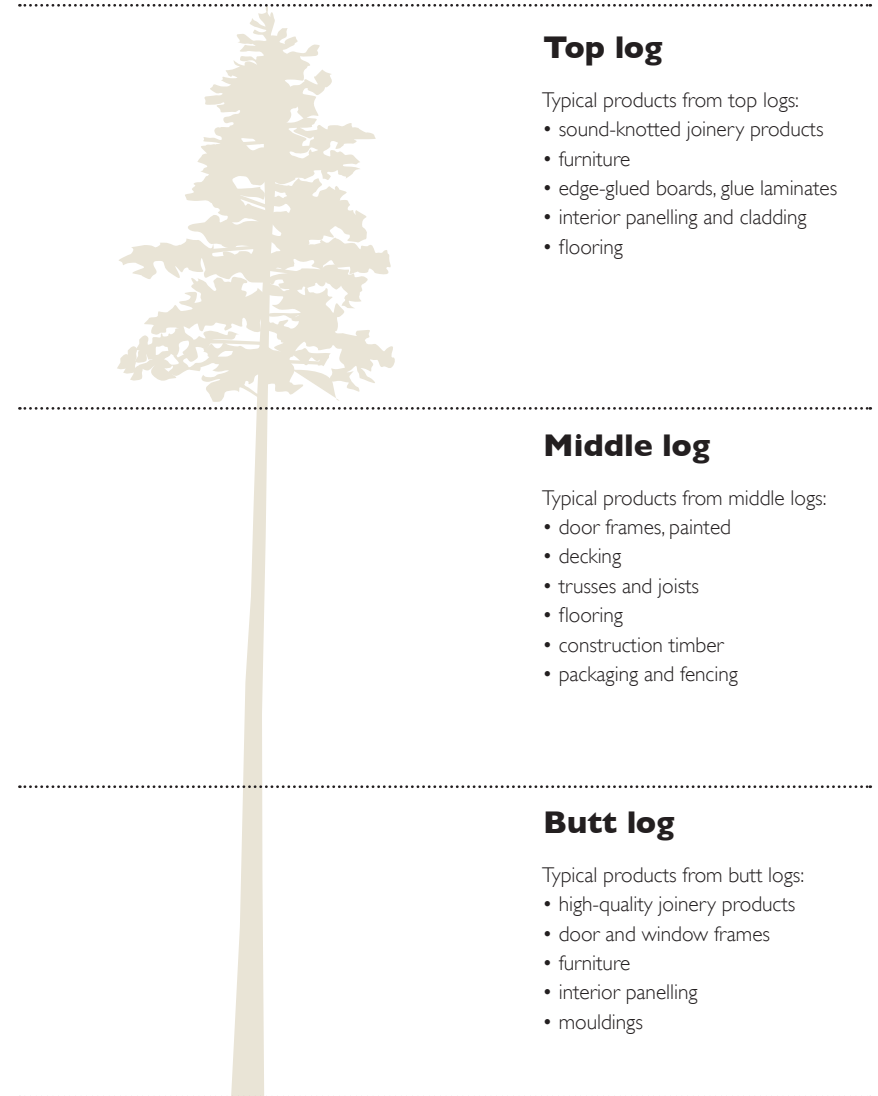 Top log
Typical products from top logs:
• sound-knotted joinery products
• furniture
• edge-glued boards, glue laminates
• interior panelling and cladding
• flooring
Middle log
Typical products from middle logs:
• door frames, painted
• decking
• trusses and joists
• flooring
• construction timber
• packaging and fencing
Butt log
Typical products from butt logs:
• high-quality joinery products
• door and window frames
• furniture
• interior panelling
• mouldings